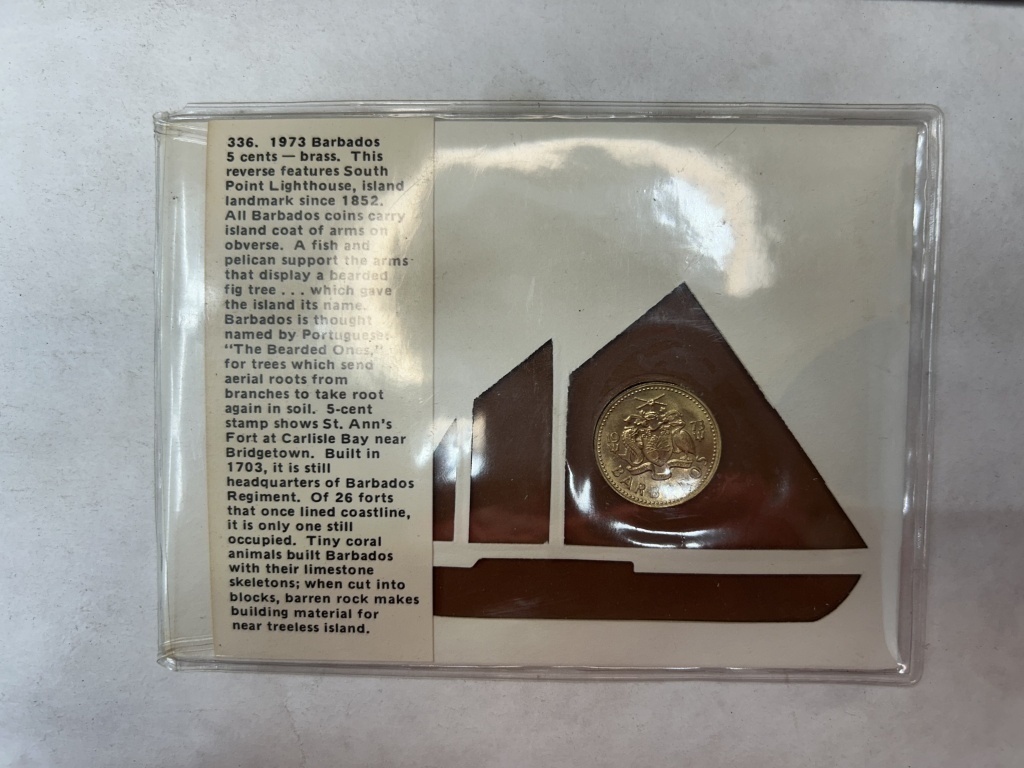 336. 1973 Barbados
5 cents — brass. This
reverse features South
Point Lighthouse, island
landmark since 1852.
All Barbados coins carry
island coat of arms on
obverse. A fish and
pelican support the arms
that display a bearded
fig tree . . . which gave
the island its name.
Barbados is thought
named by Portuguese:
"The Bearded Ones,"
for trees which send
aerial roots from
branches to take root
again in soil. 5-cent
stamp shows St. Ann's
Fort at Carlisle Bay near
Bridgetown. Built in
1703, it is still
headquarters of Barbados
Regiment. Of 26 forts
that once lined coastline,
it is only one still
occupied. Tiny coral
animals built Barbados
with their limestone
skeletons; when cut into
blocks, barren rock makes
building material for
near treeless island.
1973
BARBADOS